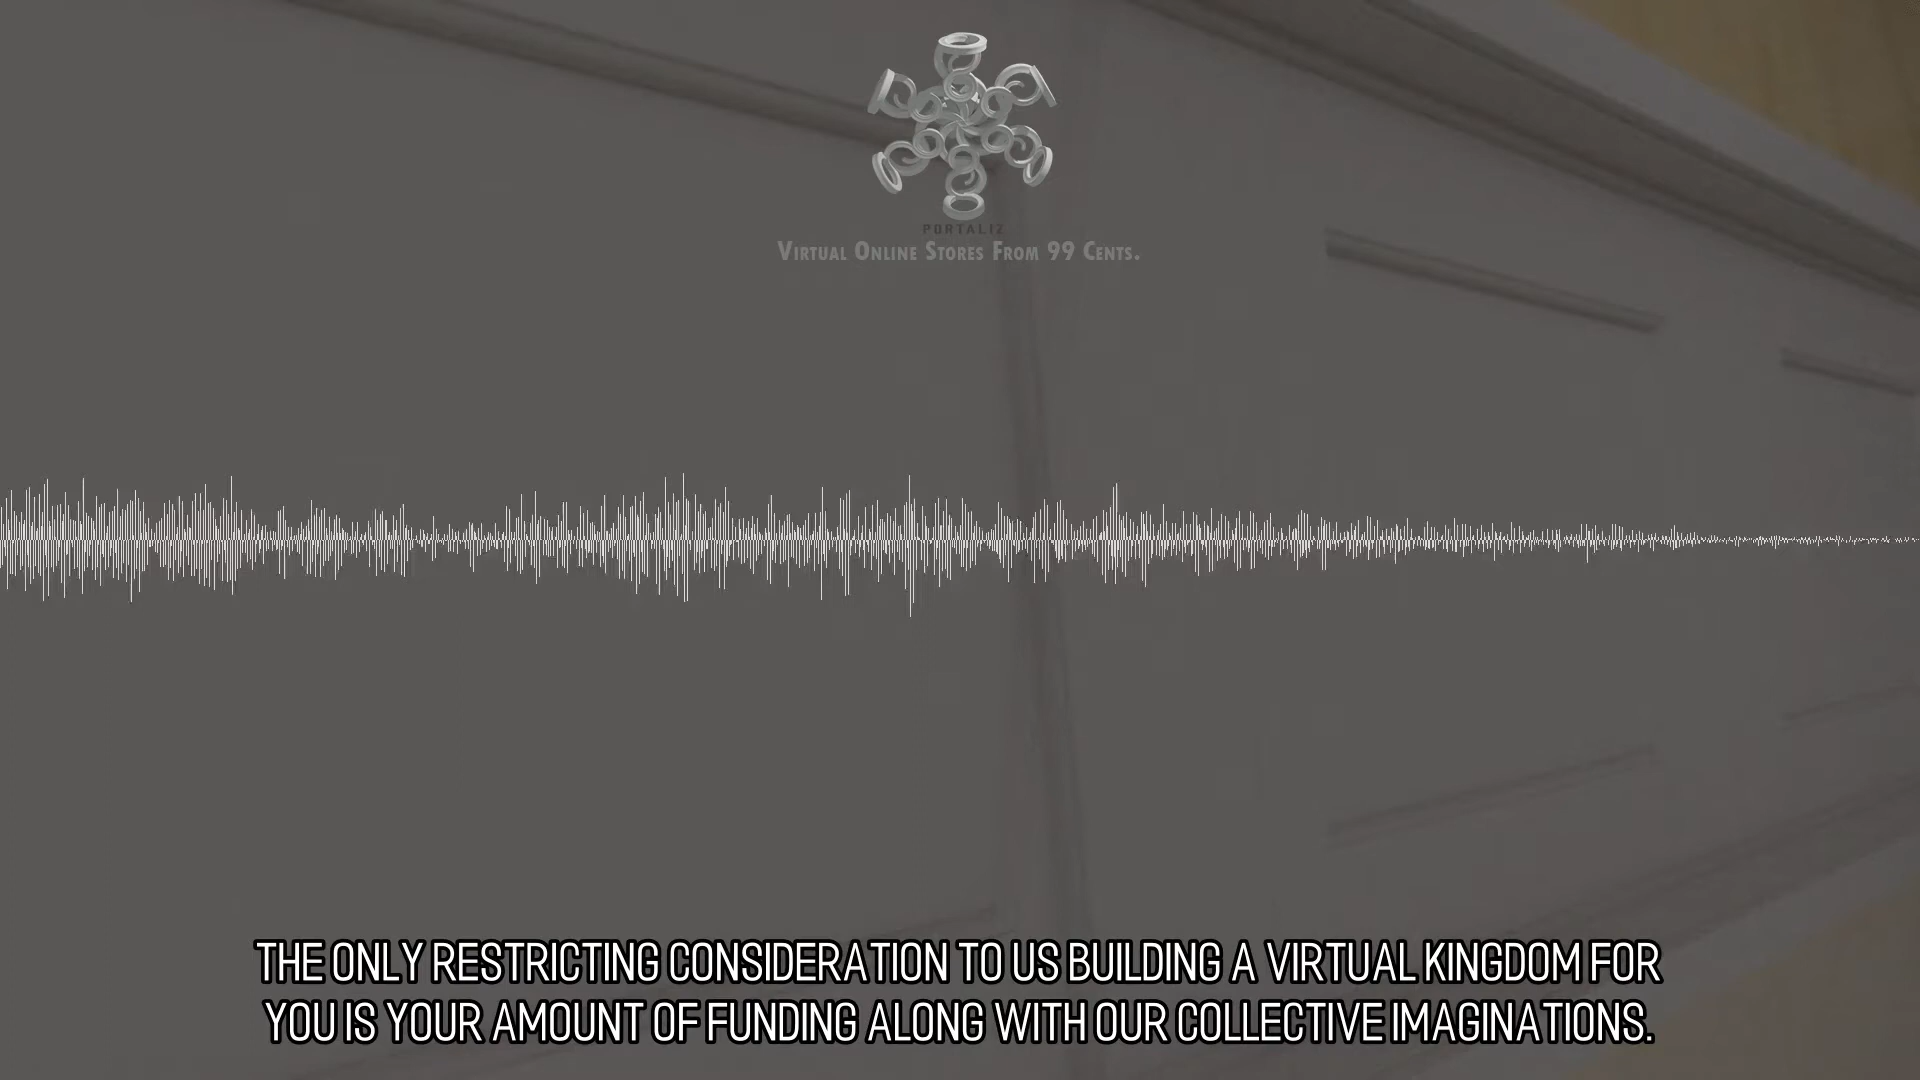 PORTALIZ
Virtual Online Stores From 99 Cents.
THE ONLY RESTRICTING CONSIDERATION TO US BUILDING A VIRTUAL KINGDOM FOR
YOU IS YOUR AMOUNT OF FUNDING ALONG WITH OUR COLLECTIVE IMAGINATIONS.